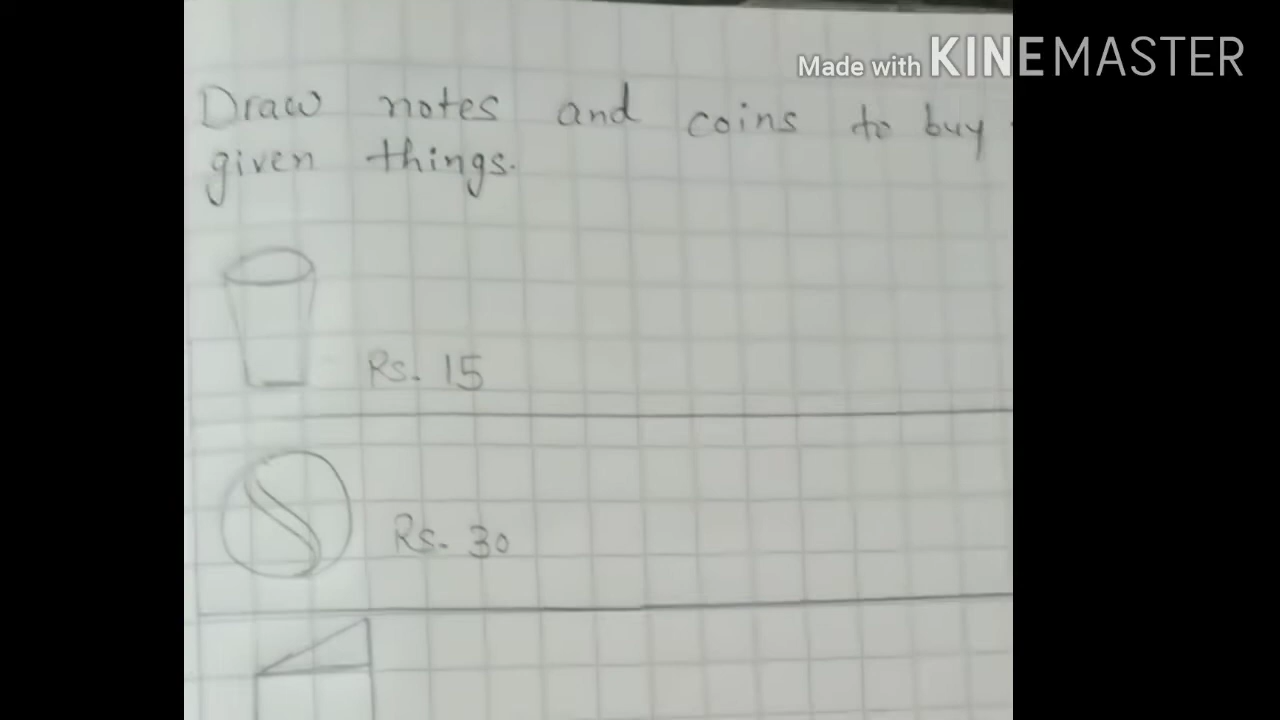 Made with KINEMASTER
Draw notes and coins to buy
given things.
Rs. 15
Rs. 30